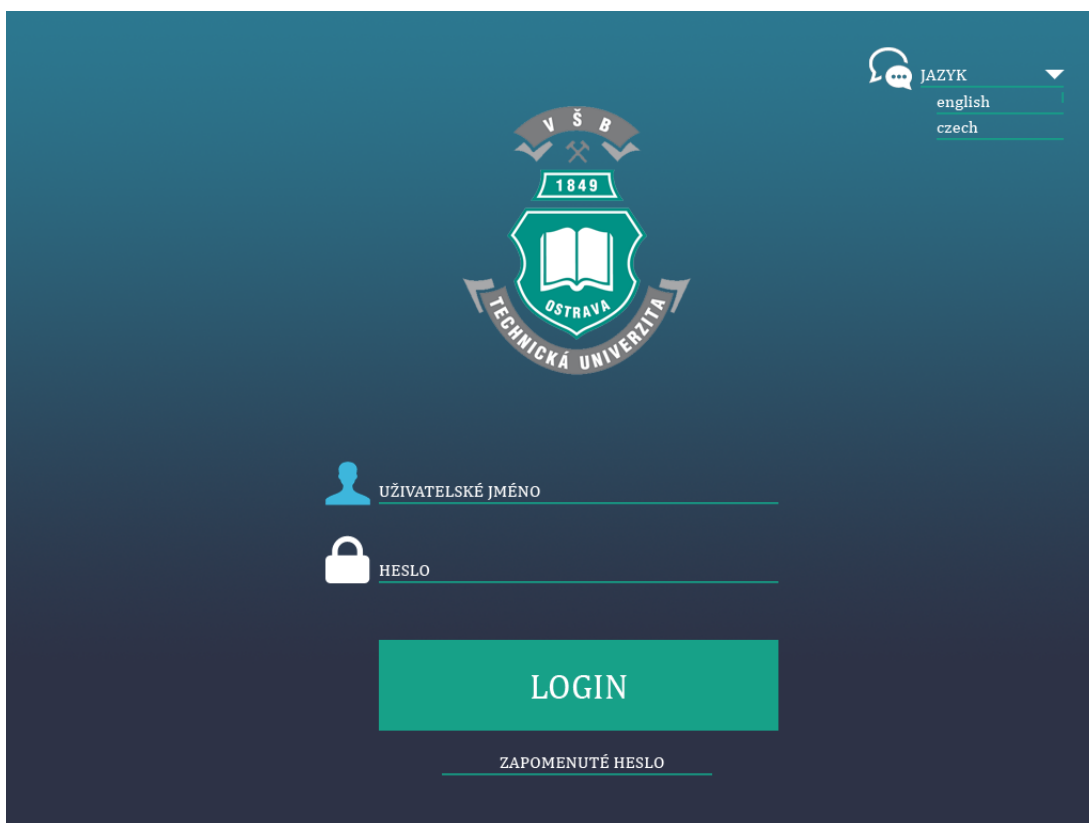 JAZYK
english
czech
V Š B
1849
OSTRAVA
TECHNICKÁ UNIVERZITA
UŽIVATELSKÉ JMÉNO
HESLO
LOGIN
ZAPOMENUTÉ HESLO